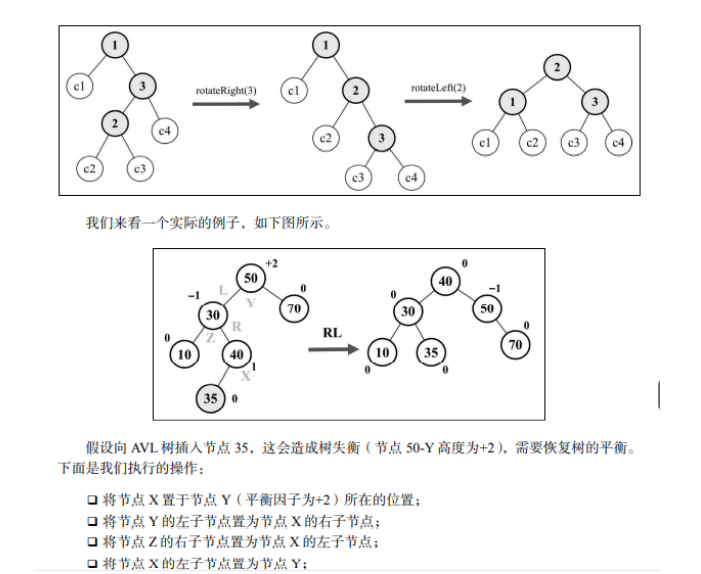 1
1
2
c1
3
rotateRight(3)
c1
2
rotateLeft(2)
1
3
2
c4
c2
3
c1
c2
c3
c4
c2
c3
c3
c4
我们来看一个实际的例子，如下图所示。
+2
50
0
L
Y
-1
70
30
R
0
Z
10
40
1
X
35
0
RL
0
40
0
-1
30
50
0
10
35
70
0
0
假设向 AVL 树插入节点 35，这会造成树失衡（节点 50-Y 高度为+2），需要恢复树的平衡。
下面是我们执行的操作：
❑ 将节点 X 置于节点 Y（平衡因子为+2）所在的位置；
❑ 将节点 Y 的左子节点置为节点 X 的右子节点；
❑ 将节点 Z 的右子节点置为节点 X 的左子节点；
❑ 将节点 X 的左子节点置为节点 Y；